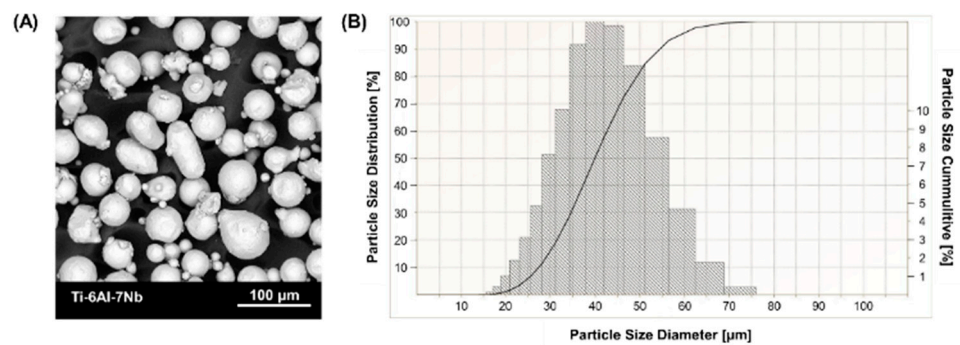 (A)
Ti-6Al-7Nb
100 µm
(B)
Particle Size Distribution [%]
100
90
80
70
60
50
40
30
20
10
10 20 30 40 50 60 70 80 90 100
Particle Size Diameter [µm]
10
9
8
7
6
5
4
3
2
1
Particle Size Cummulitive [%]